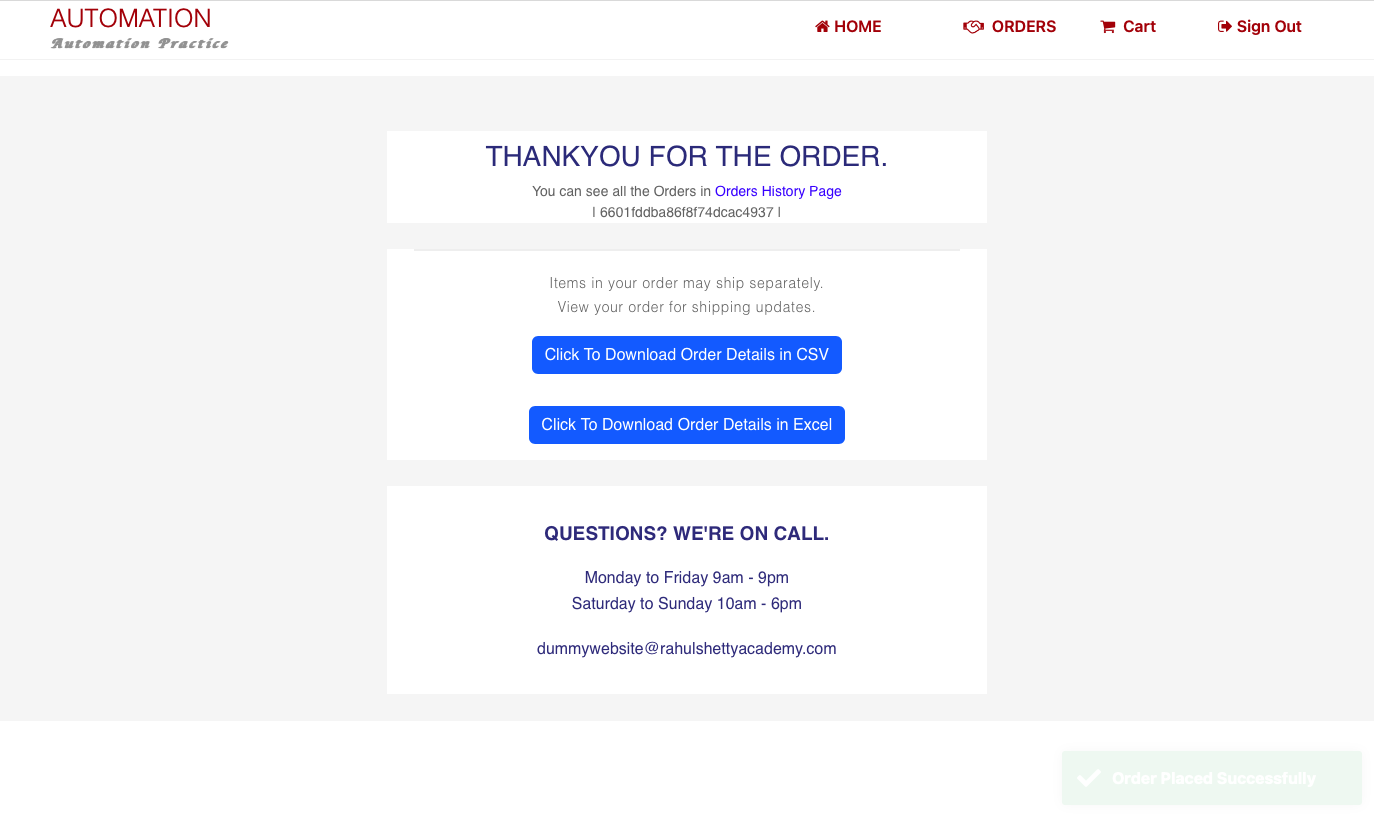 AUTOMATION
Automation Practice
HOME
ORDERS
Cart
Sign Out
THANKYOU FOR THE ORDER.
You can see all the Orders in Orders History Page
| 6601fddba86f8f74dcac4937 |
Items in your order may ship separately.
View your order for shipping updates.
Click To Download Order Details in CSV
Click To Download Order Details in Excel
QUESTIONS? WE'RE ON CALL.
Monday to Friday 9am - 9pm
Saturday to Sunday 10am - 6pm
dummywebsite@rahulshettyacademy.com
Order Placed Successfully